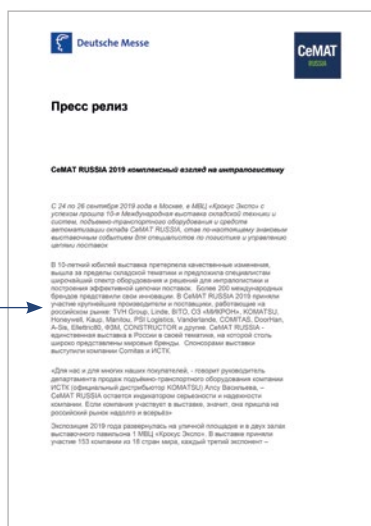 Deutsche Messe
CeMAT
RUSSIA
Пресс релиз
CeMAT RUSSIA 2019 комплексный взгляд на интралогистику
С 24 по 26 сентября 2019 года в Москве, в МВЦ «Крокус Экспо» с
успехом прошла 10-я Международная выставка складской техники и
систем, подъемно-транспортного оборудования и средств
автоматизации склада CeMAT RUSSIA, став по-настоящему знаковым
выставочным событием для специалистов по логистике и управлению
цепями поставок
В 10-летний юбилей выставка претерпела качественные изменения,
вышла за пределы складской тематики и предложила специалистам
широчайший спектр оборудования и решений для интралогистики и
построения эффективной цепочки поставок. Более 200 международных
брендов представили свои инновации. В CeMAT RUSSIA 2019 приняли
участие крупнейшие производители и поставщики, работающие на
российском рынке: TVH Group, Linde, BITO, ОЗ «МИКРОН», KOMATSU,
Honeywell, Kaup, Manitou, PSI Logistics, Vanderlande, COMITAS, DoorHan,
A-Sis, Elletric80, ФЗМ, CONSTRUCTOR и другие. CeMAT RUSSIA -
единственная выставка в России в своей тематике, на которой столь
широко представлены мировые бренды. Спонсорами выставки
выступили компании Comitas и ИСТК.
«Для нас и для многих наших покупателей, - говорит руководитель
департамента продаж подъёмно-транспортного оборудования компании
ИСТК (официальный дистрибьютор KOMATSU) Алсу Васильева, –
CeMAT RUSSIA остается индикатором серьезности и надежности
компании. Если компания участвует в выставке, значит, она пришла на
российский рынок надолго и всерьёз»
Экспозиция 2019 года развернулась на уличной площадке и в двух залах
выставочного павильона 1 МВЦ «Крокус Экспо». В выставке приняли
участие 153 компании из 18 стран мира, каждый третий экспонент –